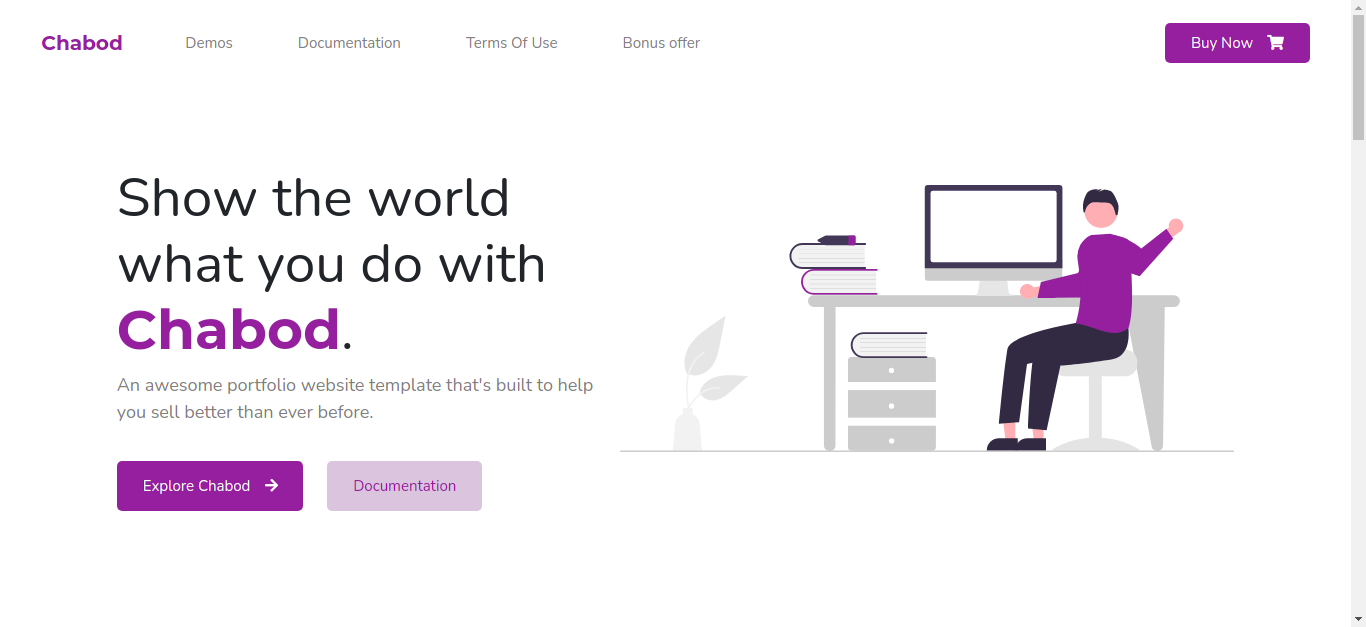 Chabod
Demos
Documentation
Terms Of Use
Bonus offer
Buy Now
Show the world
what you do with
Chabod.
An awesome portfolio website template that's built to help
you sell better than ever before.
Explore Chabod
Documentation